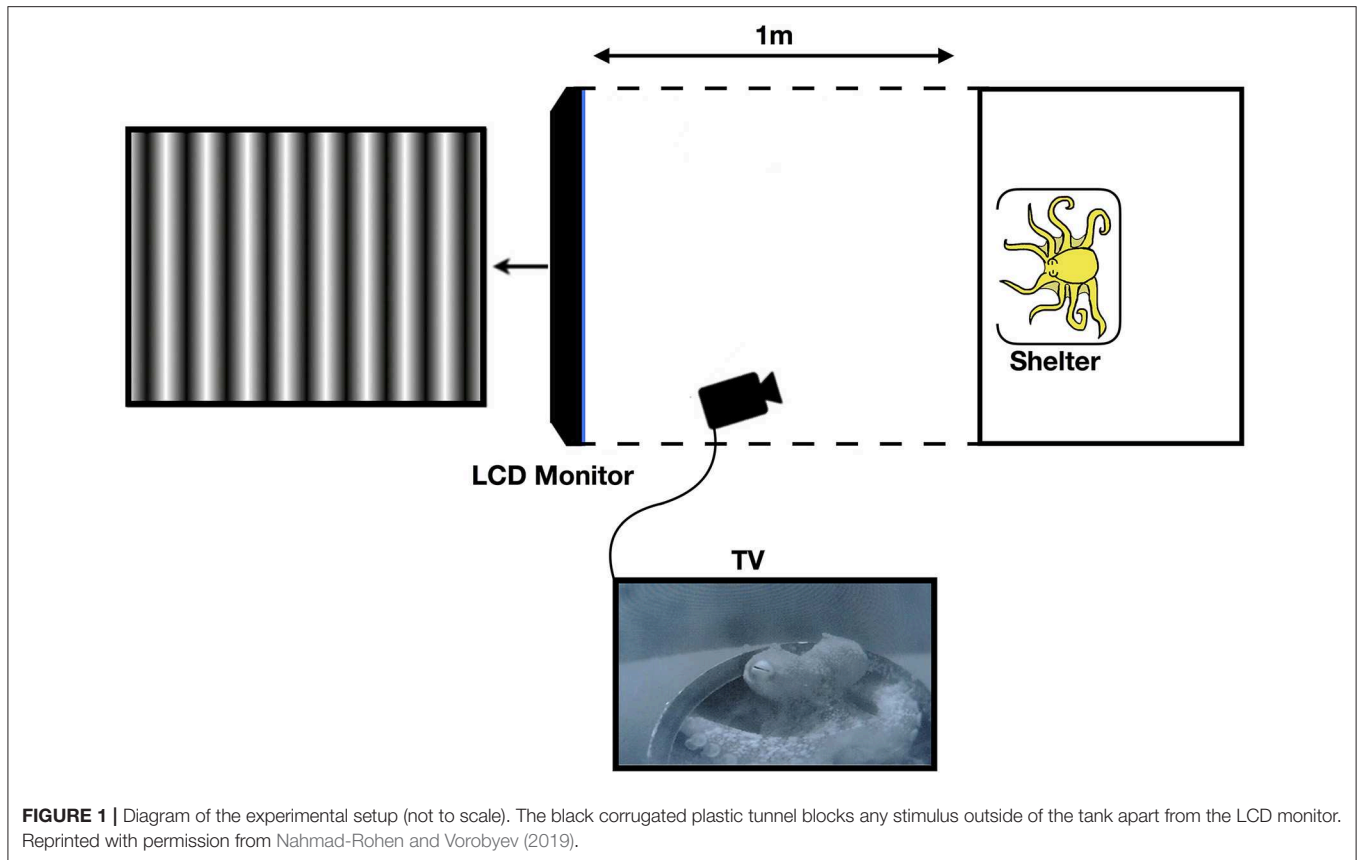 1m
LCD Monitor
Shelter
TV
FIGURE 1 | Diagram of the experimental setup (not to scale). The black corrugated plastic tunnel blocks any stimulus outside of the tank apart from the LCD monitor.
Reprinted with permission from Nahmad-Rohen and Vorobyev (2019).